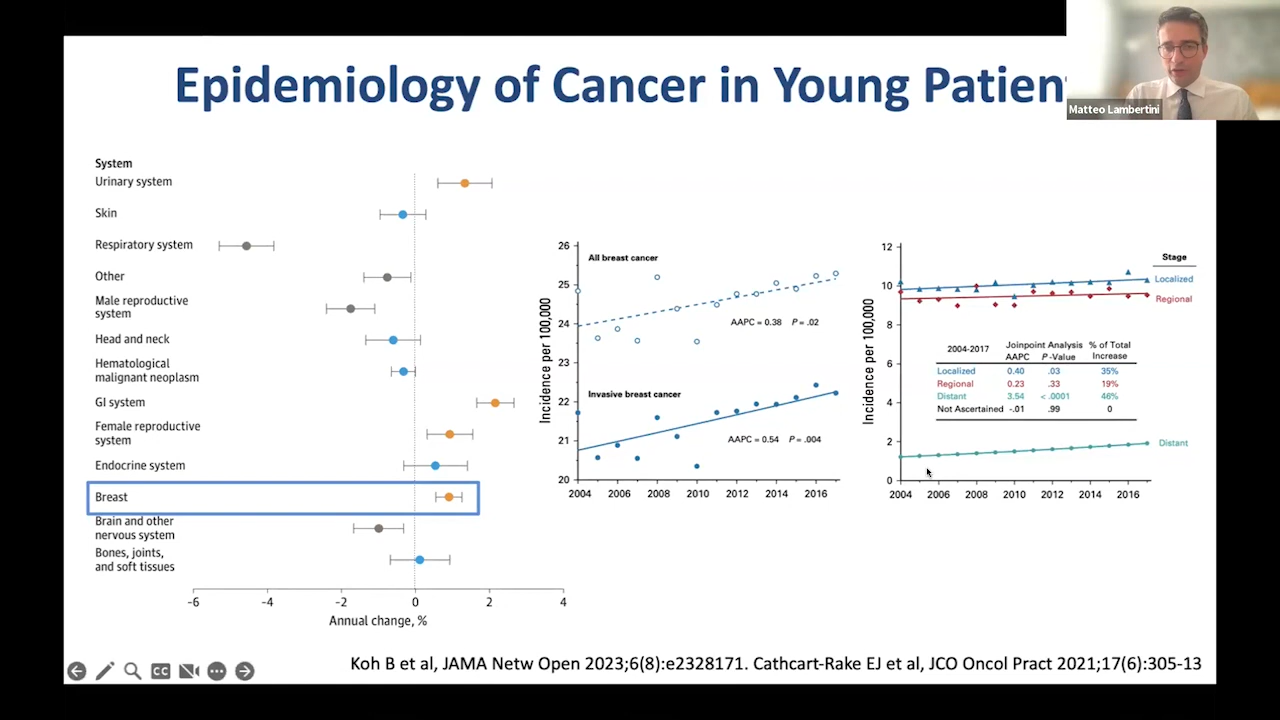 Epidemiology of Cancer in Young Patien
Matteo Lambertini
System
Urinary system
Skin
Respiratory system
Other
Male reproductive
system
Head and neck
Hematological
malignant neoplasm
GI system
Female reproductive
system
Endocrine system
Breast
Brain and other
nervous system
Bones, joints,
and soft tissues
-6 -4 -2 0 2 4
Annual change, %
Incidence per 100,000
26
25
24
23
22
21
20
All breast cancer
AAPC = 0.38 P = .02
Invasive breast cancer
AAPC = 0.54 P = .004
2004 2006 2008 2010 2012 2014 2016
Incidence per 100,000
12
10
8
6
4
2
0
Stage
Localized
Regional
Distant
2004-2017 Joinpoint Analysis % of Total
AAPC P -Value Increase
Localized 0.40 .03 35%
Regional 0.23 .33 19%
Distant 3.54 < .0001 46%
Not Ascertained -.01 .99 0
2004 2006 2008 2010 2012 2014 2016
CC
Koh B et al, JAMA Netw Open 2023;6(8):e2328171. Cathcart-Rake EJ et al, JCO Oncol Pract 2021;17(6):305-13